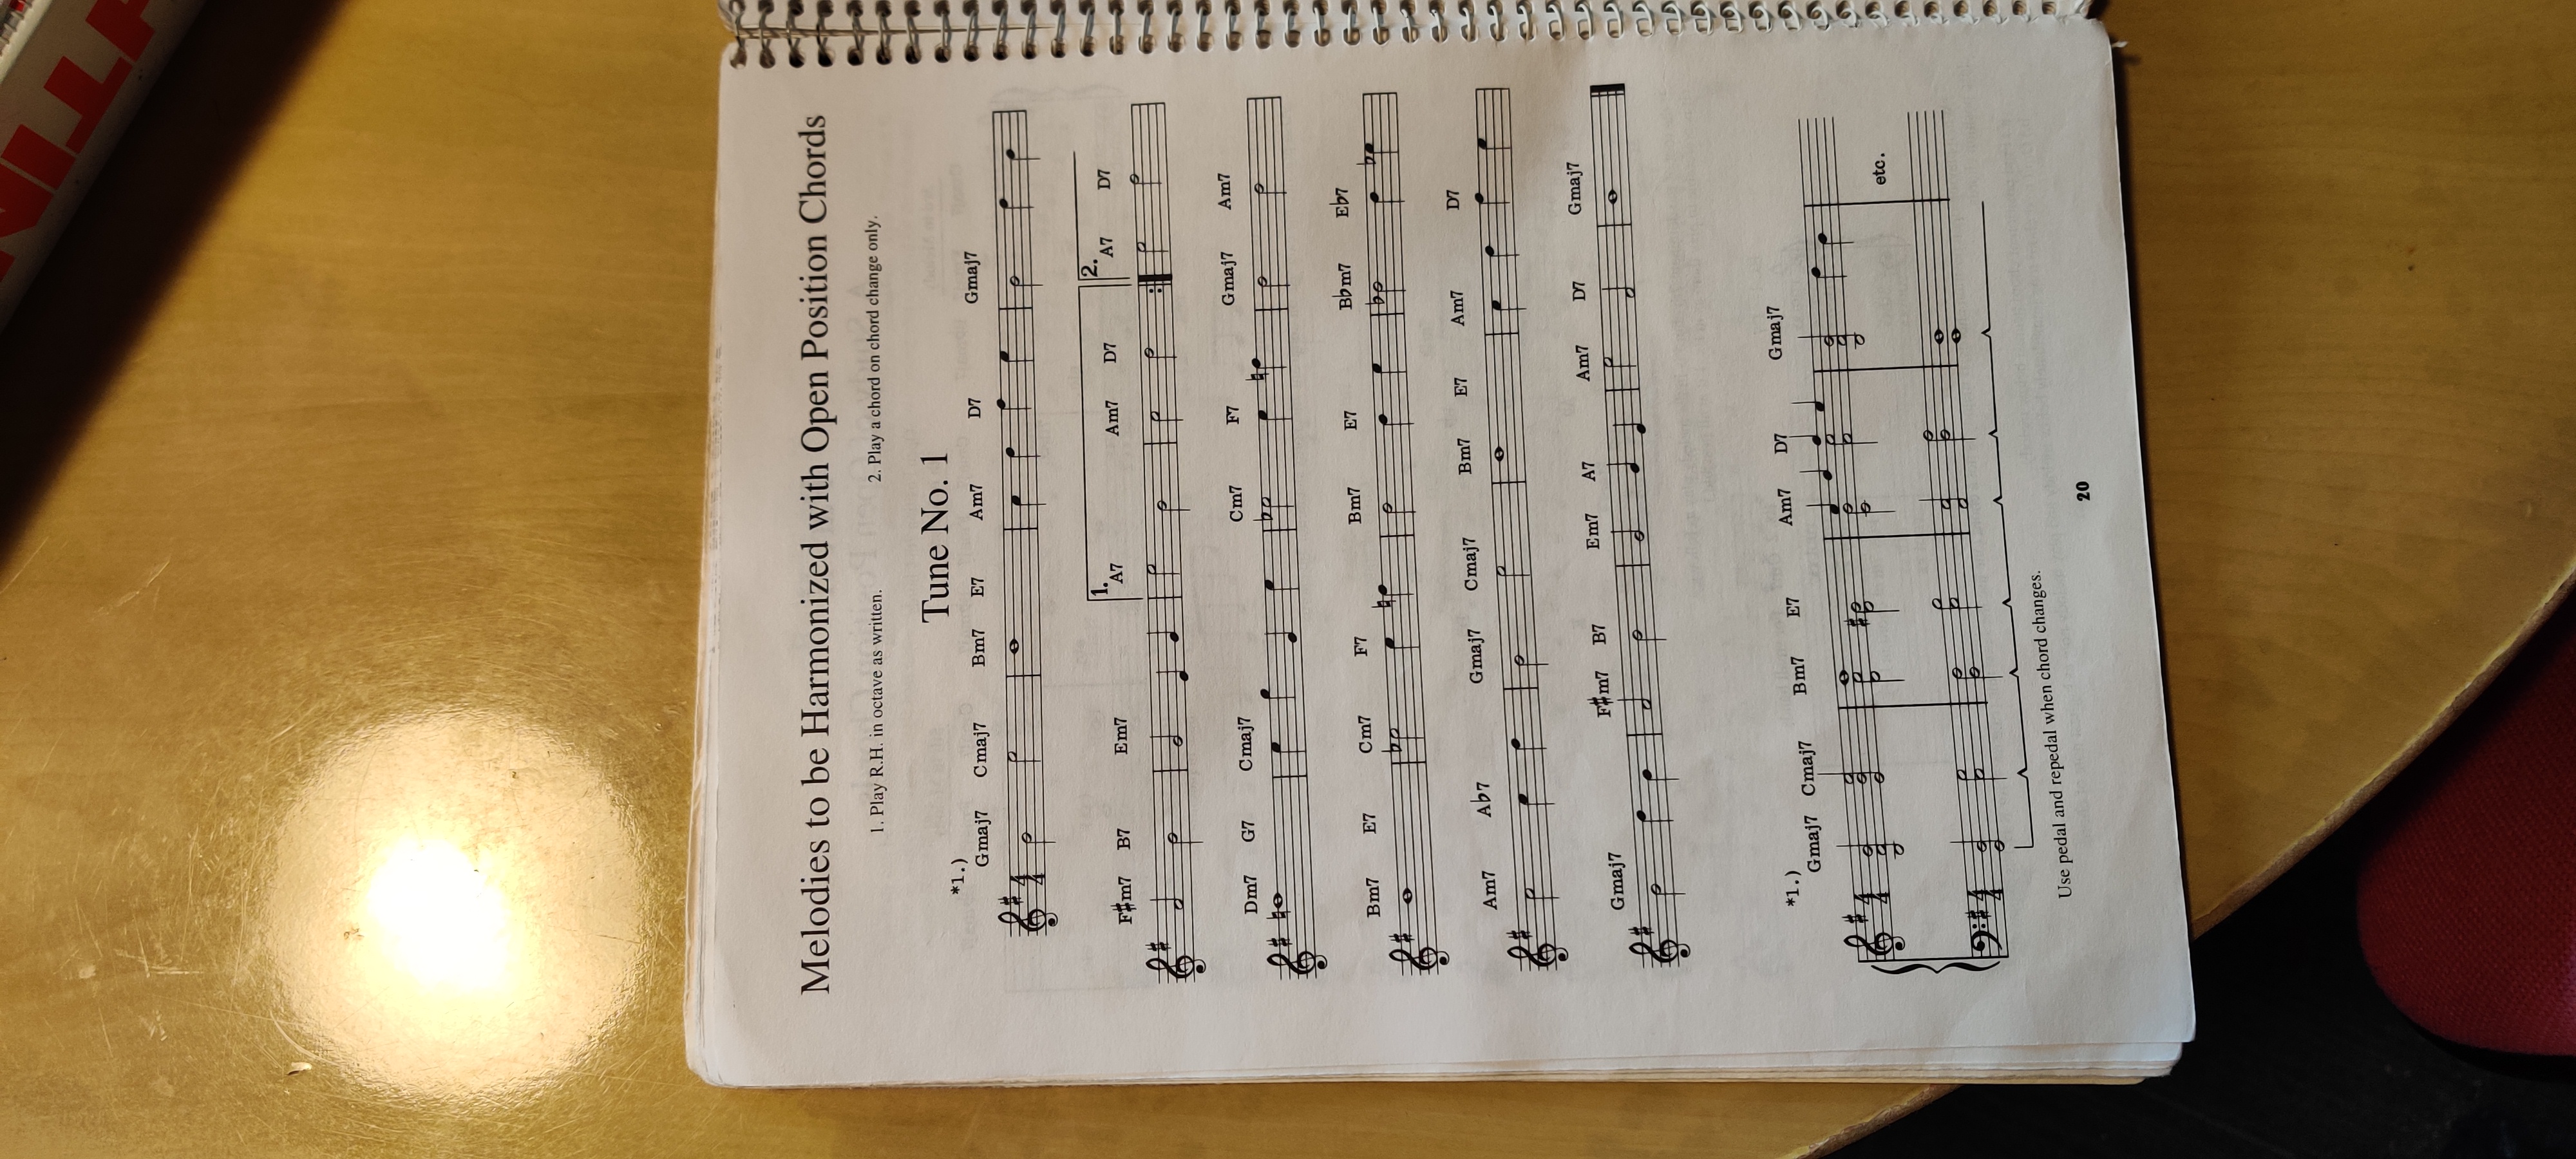 Melodies to be Harmonized with Open Position Chords
1. Play R.H. in octave as written. 2. Play a chord on chord change only.
Tune No. 1
*1.) Gmaj7 Cmaj7 Bm7 E7 Am7 D7 Gmaj7
F#m7 B7 Em7 1. A7 Am7 D7 2. A7 D7
Dm7 G7 Cmaj7 Cm7 F7 Gmaj7 Am7
Bm7 E7 Cm7 F7 Bm7 E7 B♭m7 E♭7
Am7 A♭7 Gmaj7 Cmaj7 Bm7 E7 Am7 D7
Gmaj7 F#m7 B7 Em7 A7 Am7 D7 Gmaj7
*1.) Gmaj7 Cmaj7 Bm7 E7 Am7 D7 Gmaj7
etc.
Use pedal and repedal when chord changes.
20